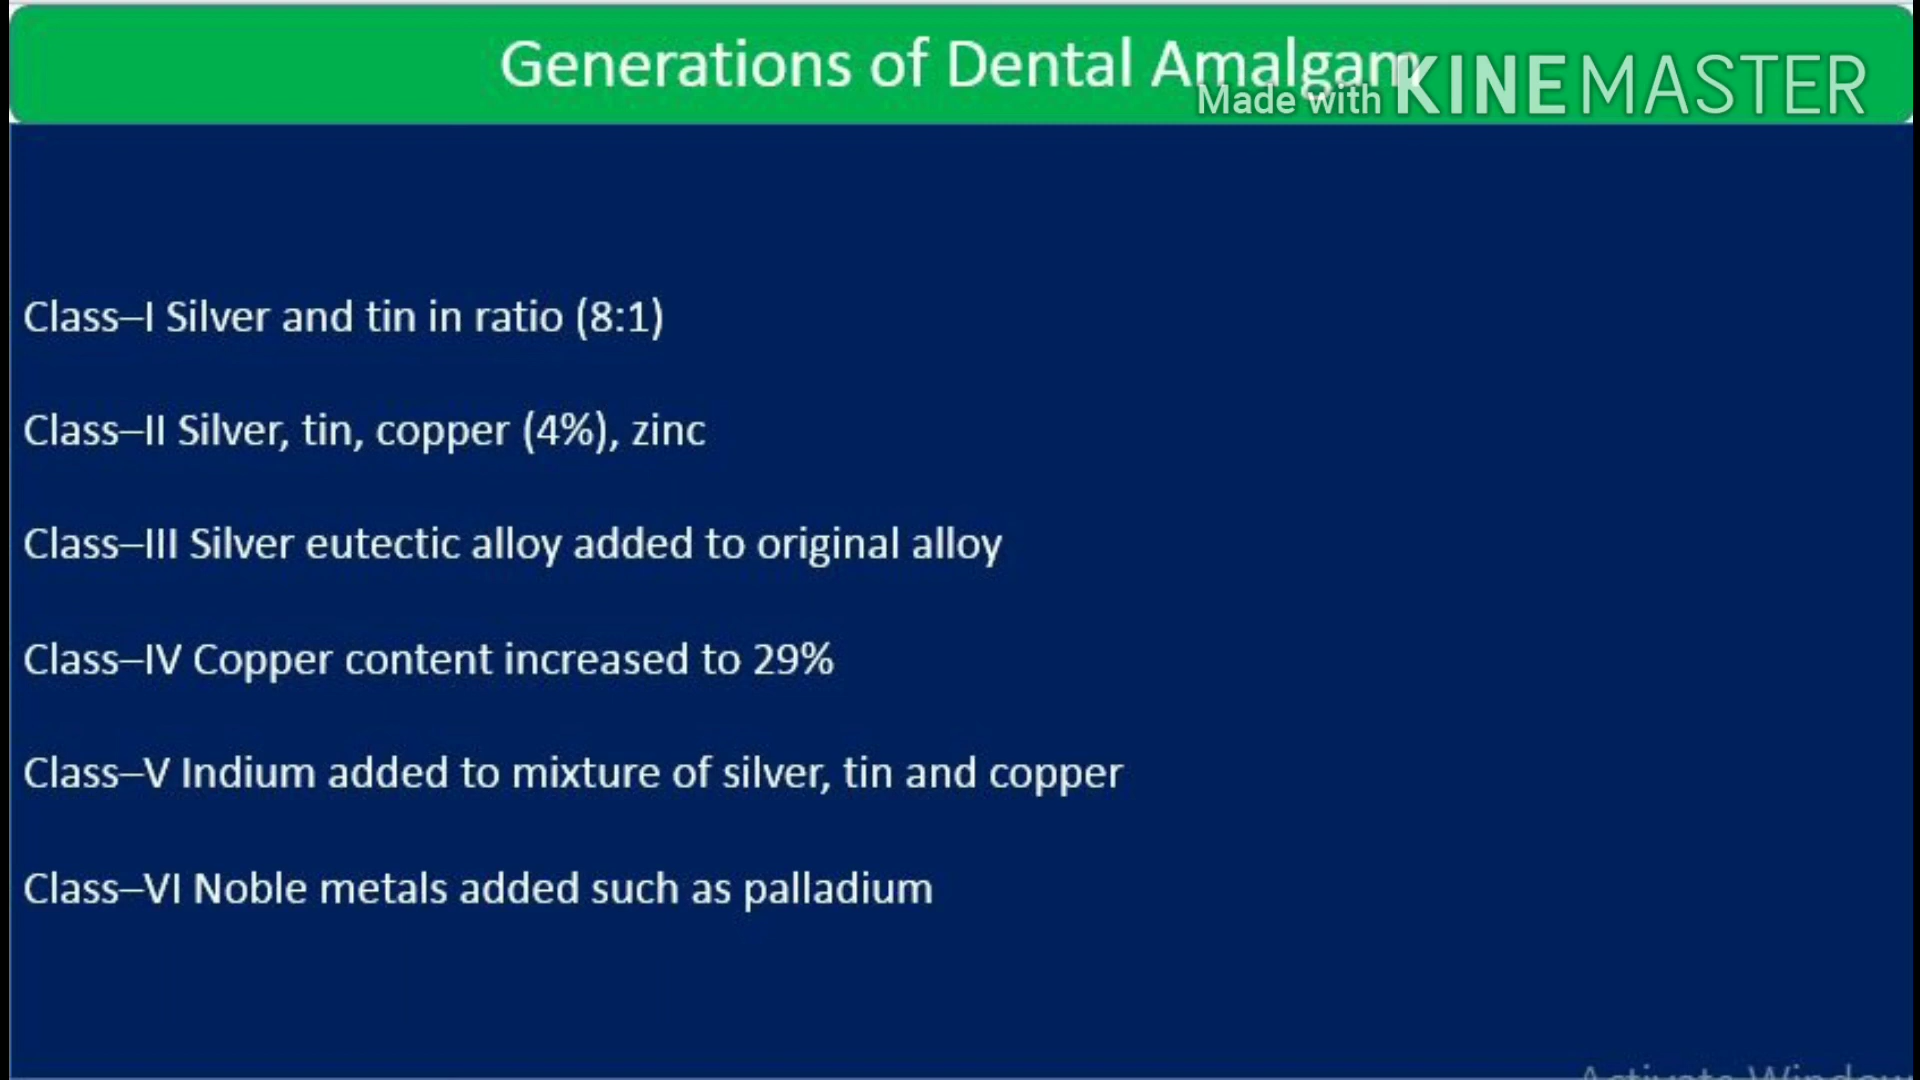 Generations of Dental Amalgam
Made with KINEMASTER
Class–I Silver and tin in ratio (8:1)
Class–II Silver, tin, copper (4%), zinc
Class–III Silver eutectic alloy added to original alloy
Class–IV Copper content increased to 29%
Class–V Indium added to mixture of silver, tin and copper
Class–VI Noble metals added such as palladium
Activate Window